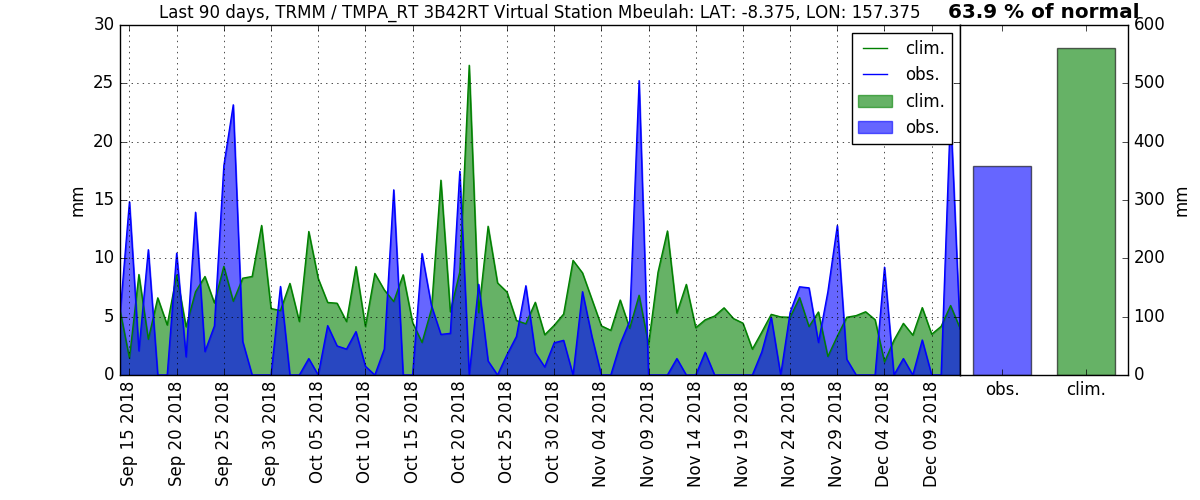 Last 90 days, TRMM / TMPA_RT 3B42RT Virtual Station Mbeulah: LAT: -8.375, LON: 157.375
63.9 % of normal
30
25
20
15
10
5
0
mm
clim.
obs.
clim.
obs.
600
500
400
300
200
100
0
mm
Sep 15 2018
Sep 20 2018
Sep 25 2018
Sep 30 2018
Oct 05 2018
Oct 10 2018
Oct 15 2018
Oct 20 2018
Oct 25 2018
Oct 30 2018
Nov 04 2018
Nov 09 2018
Nov 14 2018
Nov 19 2018
Nov 24 2018
Nov 29 2018
Dec 04 2018
Dec 09 2018
obs.
clim.